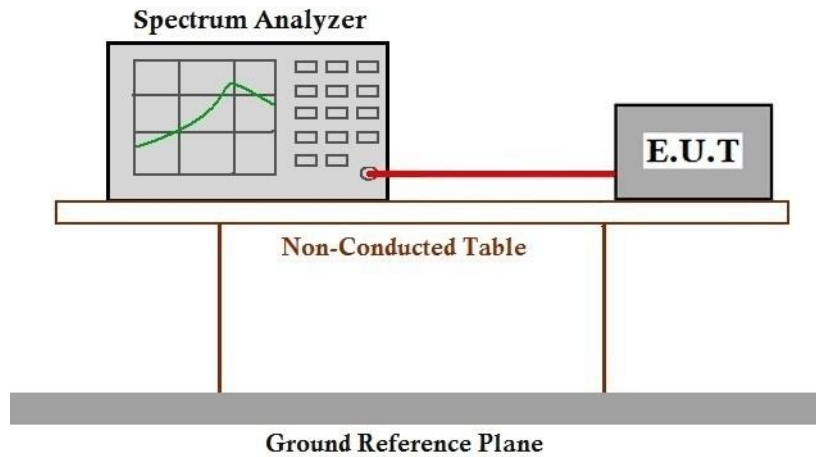 Spectrum Analyzer
E.U.T
Non-Conducted Table
Ground Reference Plane